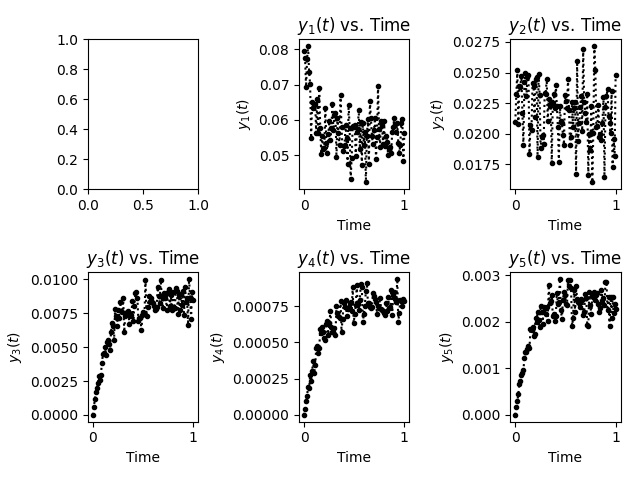 y₁(t) vs. Time
y₂(t) vs. Time
1.0
0.8
0.6
0.4
0.2
0.0
0.0 0.5 1.0
0.08
0.07
0.06
0.05
y₁(t)
0 1
Time
0.0275
0.0250
0.0225
0.0200
0.0175
y₂(t)
0 1
Time
y₃(t) vs. Time
y₄(t) vs. Time
y₅(t) vs. Time
0.0100
0.0075
0.0050
0.0025
0.0000
y₃(t)
0 1
Time
0.00075
0.00050
0.00025
0.00000
y₄(t)
0 1
Time
0.003
0.002
0.001
0.000
y₅(t)
0 1
Time